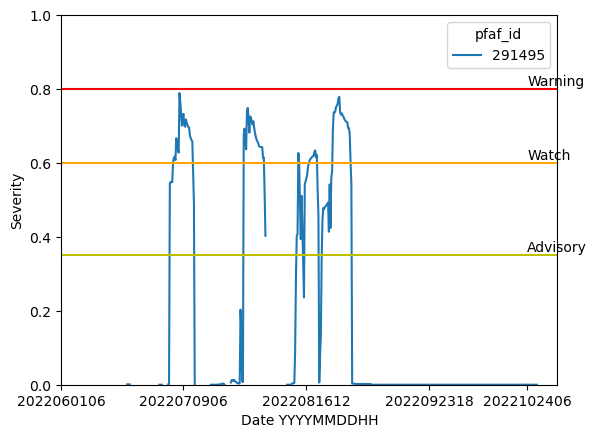 pfaf_id
291495
1.0
0.8
0.6
0.4
0.2
0.0
Severity
Warning
Watch
Advisory
2022060106
2022070906
2022081612
2022092318
2022102406
Date YYYYMMDDHH